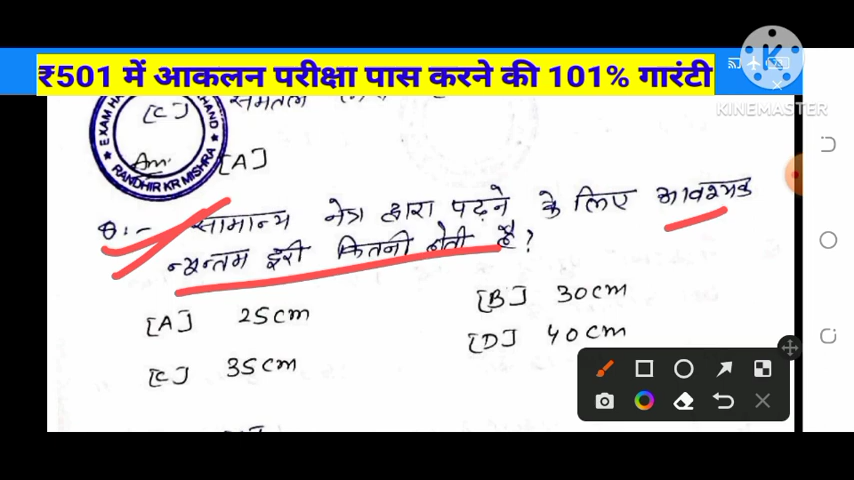 ₹501 में आकलन परीक्षा पास करने की 101% गारंटी
KINEMASTER
[C] समतल
Ans [A]
RANDHIR KR MISHRA
Q:- सामान्य नेत्र द्वारा पढ़ने के लिए आवश्यक
न्यूनतम दूरी कितनी होती है?
[A] 25cm
[B] 30cm
[C] 35cm
[D] 40cm